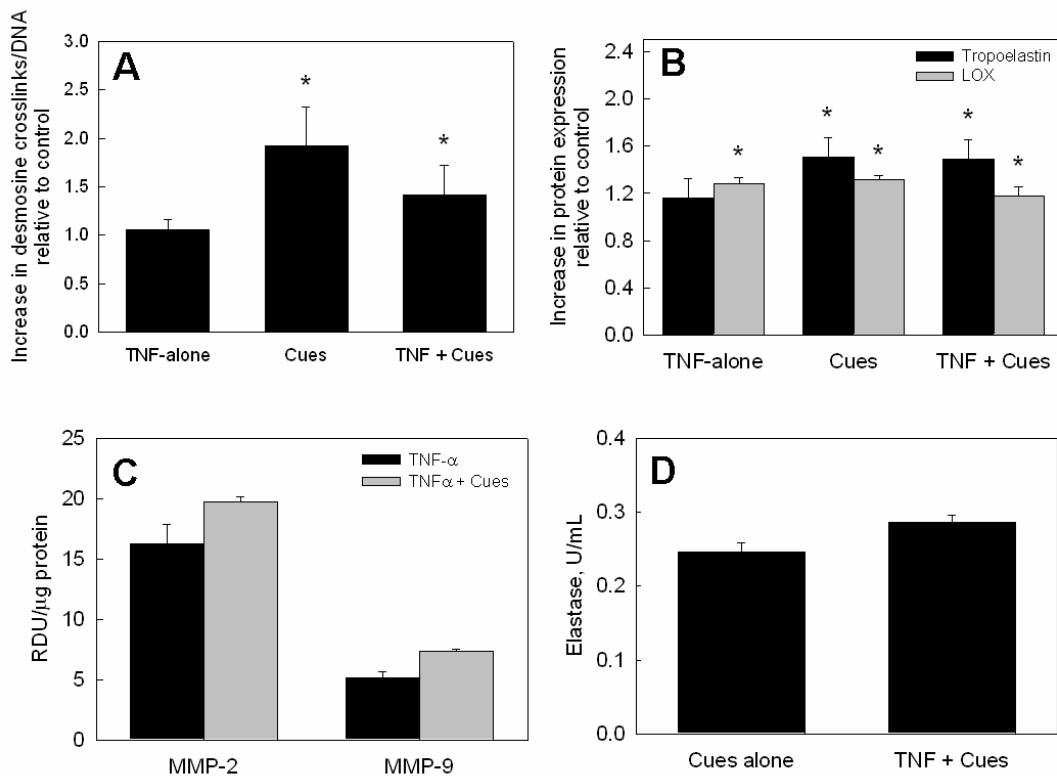 A
Increase in desmosine crosslinks/DNA
relative to control
3.0
2.5
2.0
1.5
1.0
0.5
0.0
*
*
TNF-alone
Cues
TNF + Cues
B
Increase in protein expression
relative to control
2.4
2.0
1.6
1.2
0.8
0.4
0.0
Tropoelastin
LOX
*
*
*
*
*
TNF-alone
Cues
TNF + Cues
C
RDU/μg protein
25
20
15
10
5
0
TNF-α
TNFα + Cues
MMP-2
MMP-9
D
Elastase, U/mL
0.4
0.3
0.2
0.1
0.0
Cues alone
TNF + Cues